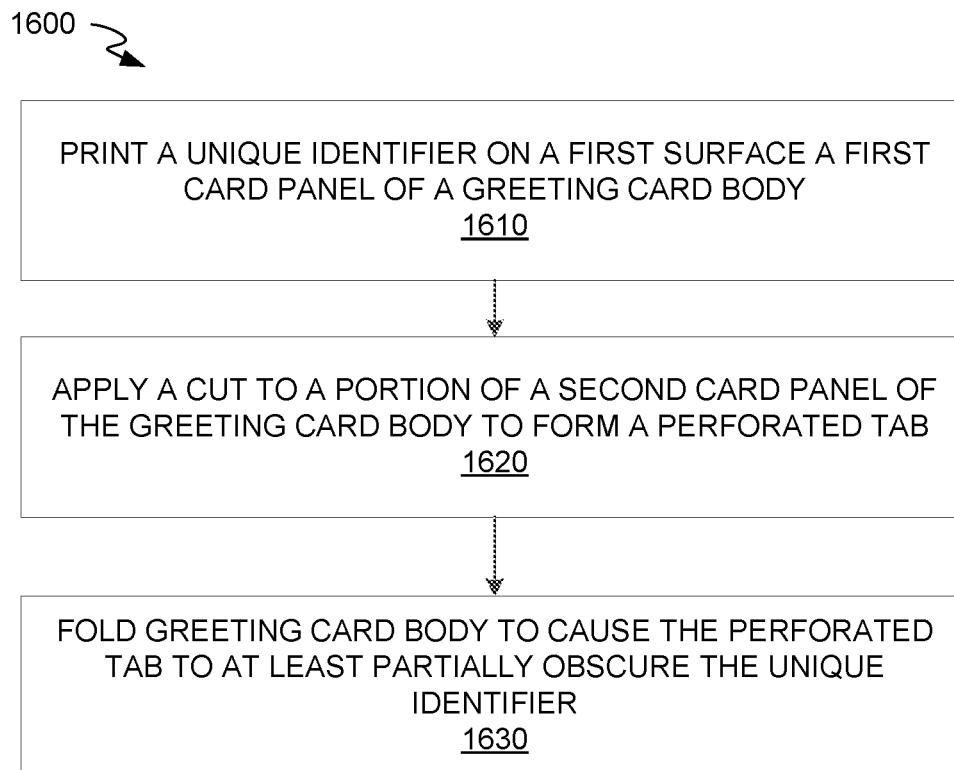 1600
PRINT A UNIQUE IDENTIFIER ON A FIRST SURFACE A FIRST
CARD PANEL OF A GREETING CARD BODY
1610
APPLY A CUT TO A PORTION OF A SECOND CARD PANEL OF
THE GREETING CARD BODY TO FORM A PERFORATED TAB
1620
FOLD GREETING CARD BODY TO CAUSE THE PERFORATED
TAB TO AT LEAST PARTIALLY OBSCURE THE UNIQUE
IDENTIFIER
1630